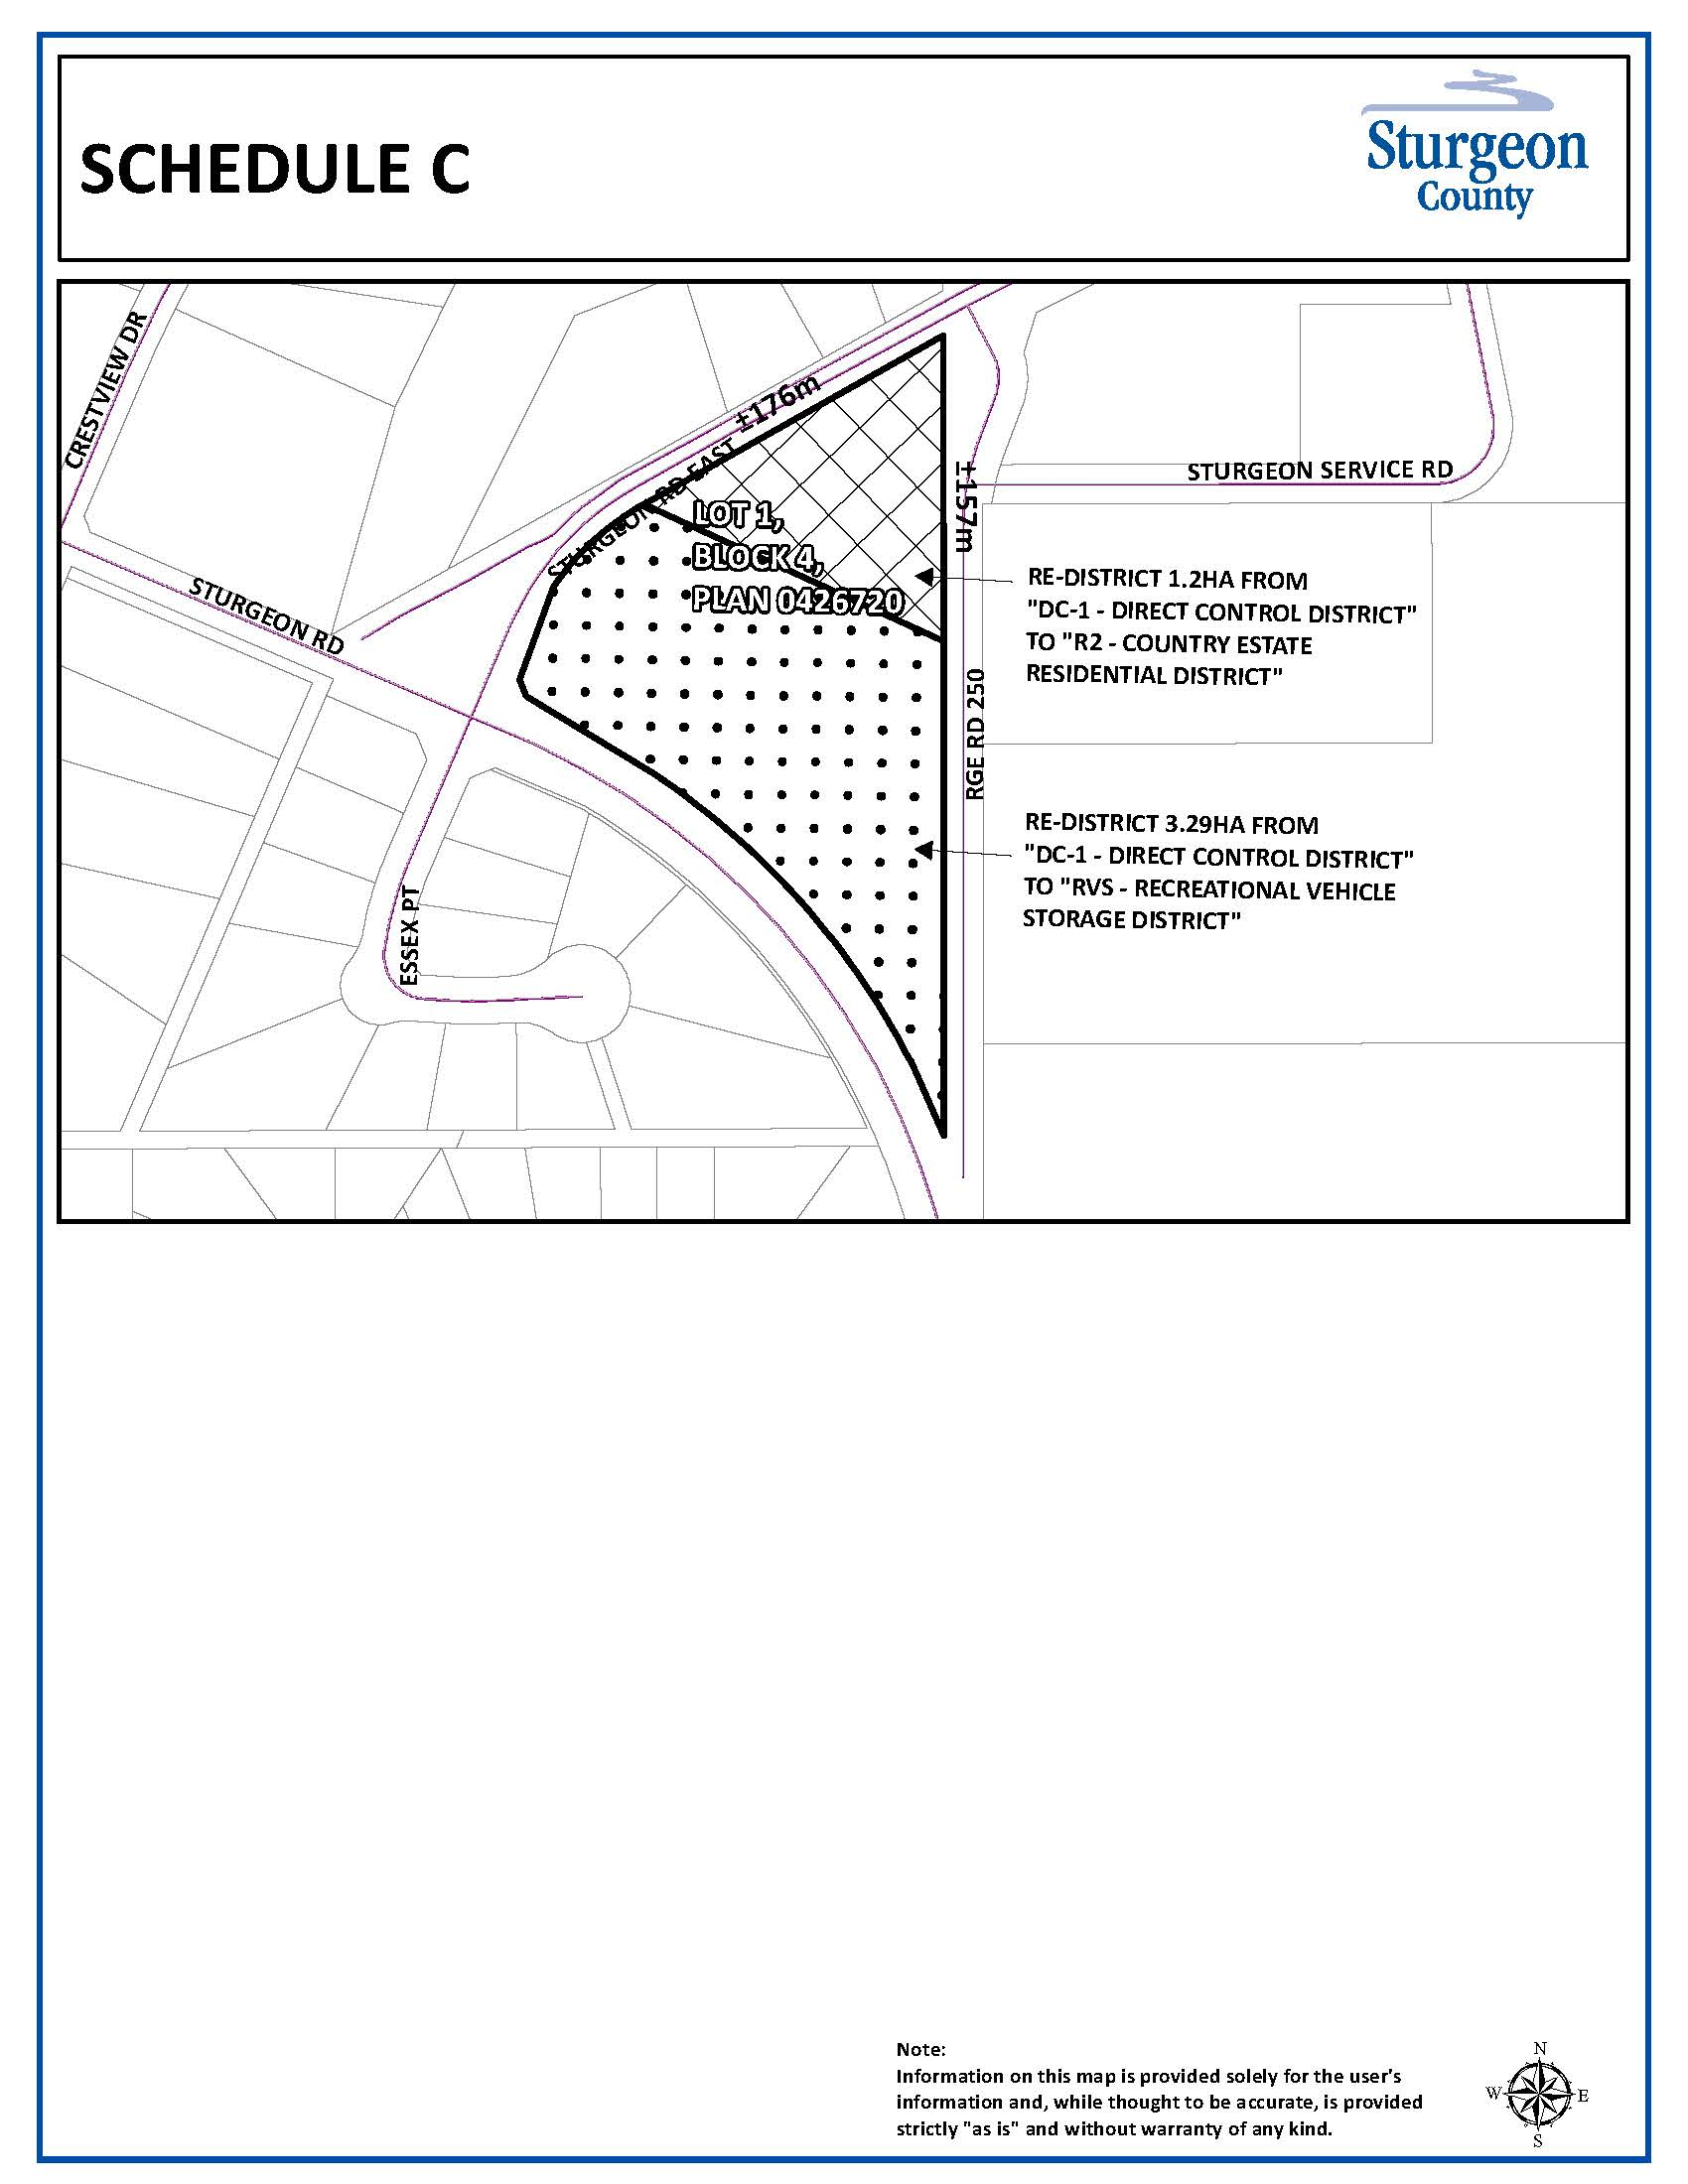 SCHEDULE C
Sturgeon
County
CRESTVIEW DR
±176m
STURGEON RD EAST
±157m
STURGEON SERVICE RD
LOT 1,
BLOCK 4,
PLAN 0426720
STURGEON RD
RE-DISTRICT 1.2HA FROM
"DC-1 - DIRECT CONTROL DISTRICT"
TO "R2 - COUNTRY ESTATE
RESIDENTIAL DISTRICT"
RGE RD 250
RE-DISTRICT 3.29HA FROM
"DC-1 - DIRECT CONTROL DISTRICT"
TO "RVS - RECREATIONAL VEHICLE
STORAGE DISTRICT"
ESSEX PT
Note:
Information on this map is provided solely for the user's
information and, while thought to be accurate, is provided
strictly "as is" and without warranty of any kind.
N
W
E
S